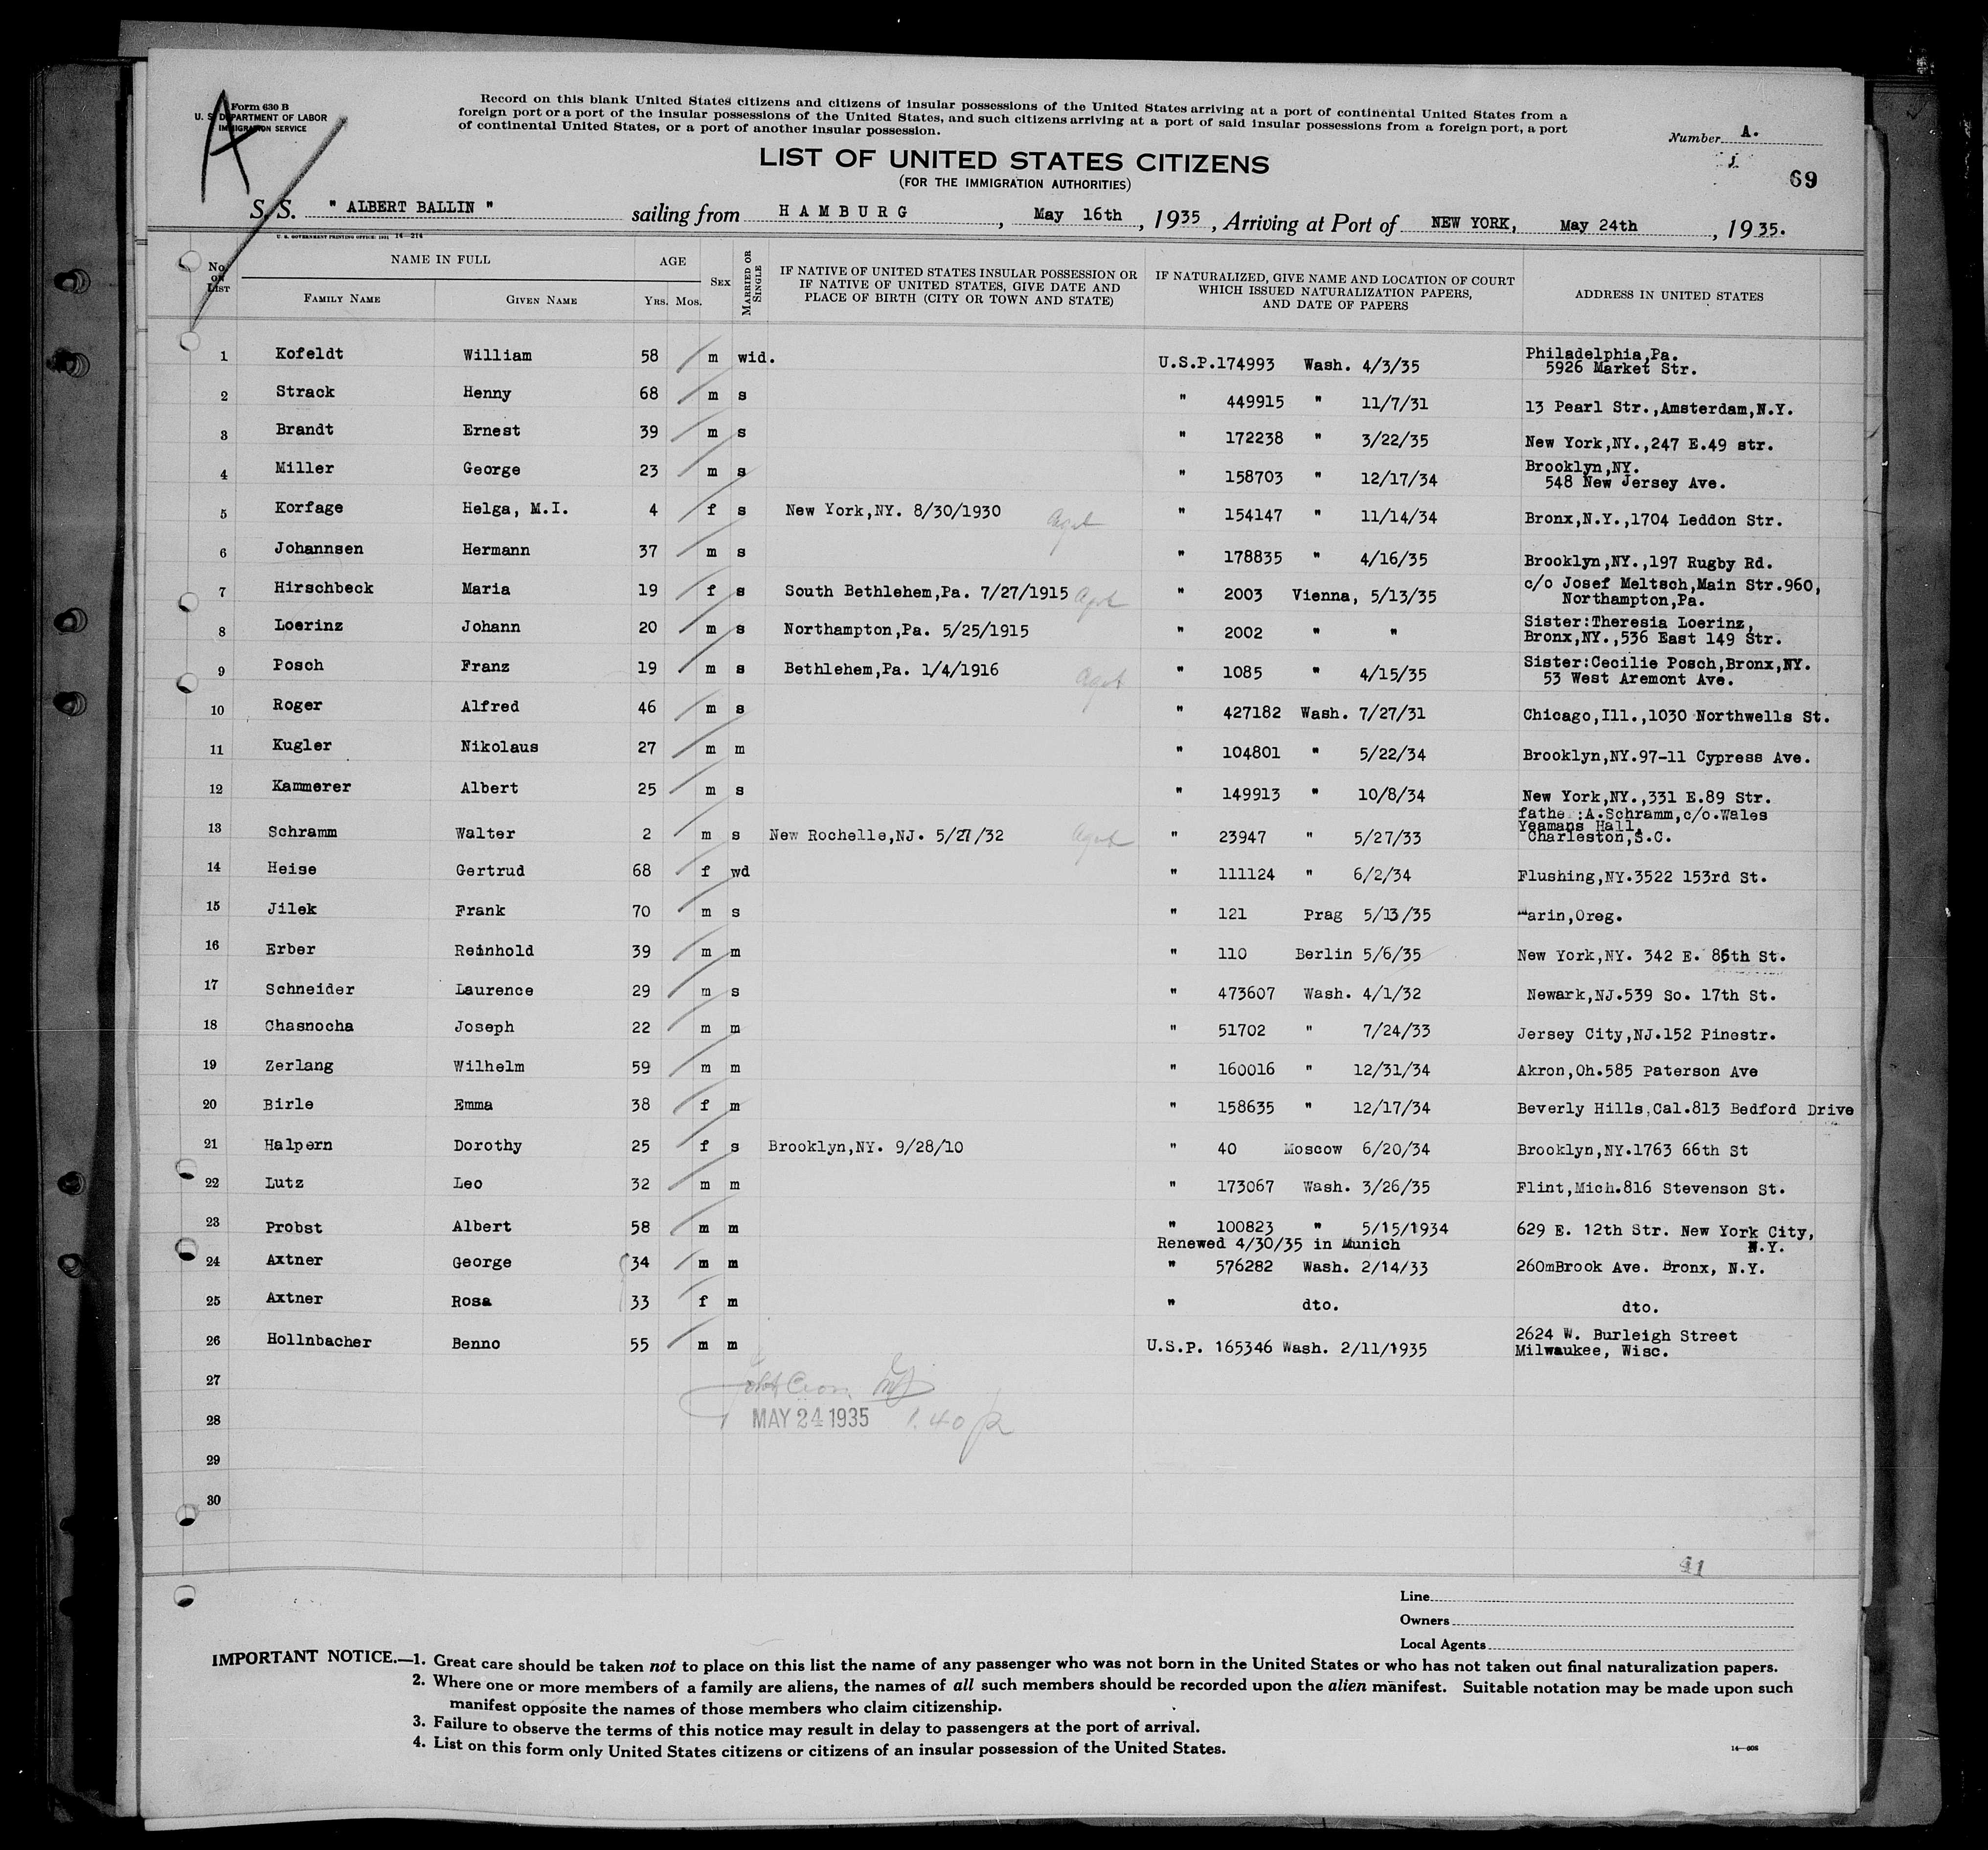 A
Form 630 B
U. S. DEPARTMENT OF LABOR
IMMIGRATION SERVICE
Record on this blank United States citizens and citizens of insular possessions of the United States arriving at a port of continental United States from a
foreign port or a port of the insular possessions of the United States, and such citizens arriving at a port of said insular possessions from a foreign port, a port
of continental United States, or a port of another insular possession.
Number A.
1
69
LIST OF UNITED STATES CITIZENS
(FOR THE IMMIGRATION AUTHORITIES)
S. S. " ALBERT BALLIN " sailing from HAMBURG, May 16th, 1935, Arriving at Port of NEW YORK, May 24th, 1935.
U. S. GOVERNMENT PRINTING OFFICE: 1931 14—214
No. on List
NAME IN FULL
Family Name
Given Name
AGE
Yrs. Mos.
Sex
Married or Single
IF NATIVE OF UNITED STATES INSULAR POSSESSION OR
IF NATIVE OF UNITED STATES, GIVE DATE AND
PLACE OF BIRTH (CITY OR TOWN AND STATE)
IF NATURALIZED, GIVE NAME AND LOCATION OF COURT
WHICH ISSUED NATURALIZATION PAPERS,
AND DATE OF PAPERS
ADDRESS IN UNITED STATES
1 Kofeldt William 58 m wid. U.S.P.174993 Wash. 4/3/35 Philadelphia,Pa.
5926 Market Str.
2 Strack Henny 68 m s " 449915 " 11/7/31 13 Pearl Str.,Amsterdam,N.Y.
3 Brandt Ernest 39 m s " 172238 " 3/22/35 New York,NY.,247 E.49 str.
4 Miller George 23 m s " 158703 " 12/17/34 Brooklyn,NY.
548 New Jersey Ave.
5 Korfage Helga, M.I. 4 f s New York,NY. 8/30/1930 " 154147 " 11/14/34 Bronx,N.Y.,1704 Leddon Str.
6 Johannsen Hermann 37 m s " 178835 " 4/16/35 Brooklyn,NY.,197 Rugby Rd.
7 Hirschbeck Maria 19 f s South Bethlehem,Pa. 7/27/1915 " 2003 Vienna, 5/13/35 c/o Josef Meltsch,Main Str.960,
Northampton,Pa.
8 Loerinz Johann 20 m s Northampton,Pa. 5/25/1915 " 2002 " " Sister:Theresia Loerinz,
Bronx,NY.,536 East 149 Str.
9 Posch Franz 19 m s Bethlehem,Pa. 1/4/1916 " 1085 " 4/15/35 Sister:Cecilie Posch,Bronx,NY.
53 West Aremont Ave.
10 Roger Alfred 46 m s " 427182 Wash. 7/27/31 Chicago,Ill.,1030 Northwells St.
11 Kugler Nikolaus 27 m m " 104801 " 5/22/34 Brooklyn,NY.97-11 Cypress Ave.
12 Kammerer Albert 25 m s " 149913 " 10/8/34 New York,NY.,331 E.89 Str.
13 Schramm Walter 2 m s New Rochelle,NJ. 5/27/32 " 23947 " 5/27/33 father:A.Schramm,c/o.Wales
Yeamans Hall,
Charleston,S.C.
14 Heise Gertrud 68 f wd " 111124 " 6/2/34 Flushing,NY.3522 153rd St.
15 Jilek Frank 70 m s " 121 Prag 5/13/35 Marin,Oreg.
16 Erber Reinhold 39 m m " 110 Berlin 5/6/35 New York,NY. 342 E. 85th St.
17 Schneider Laurence 29 m s " 473607 Wash. 4/1/32 Newark,NJ.539 So. 17th St.
18 Chasnocha Joseph 22 m m " 51702 " 7/24/33 Jersey City,NJ.152 Pinestr.
19 Zerlang Wilhelm 59 m m " 160016 " 12/31/34 Akron,Oh.585 Paterson Ave
20 Birle Emma 38 f m " 158635 " 12/17/34 Beverly Hills,Cal.813 Bedford Drive
21 Halpern Dorothy 25 f s Brooklyn,NY. 9/28/10 " 40 Moscow 6/20/34 Brooklyn,NY.1763 66th St
22 Lutz Leo 32 m m " 173067 Wash. 3/26/35 Flint,Mich.816 Stevenson St.
23 Probst Albert 58 m m " 100823 " 5/15/1934 629 E. 12th Str. New York City,
Renewed 4/30/35 in Munich N.Y.
24 Axtner George 34 m m " 576282 Wash. 2/14/33 260mBrook Ave. Bronx, N.Y.
25 Axtner Rosa 33 f m " dto. dto.
26 Hollnbacher Benno 55 m m U.S.P. 165346 Wash. 2/11/1935 2624 W. Burleigh Street
Milwaukee, Wisc.
27
28 MAY 24 1935 1.40
29
30
41
Line
Owners
Local Agents
IMPORTANT NOTICE.—1. Great care should be taken not to place on this list the name of any passenger who was not born in the United States or who has not taken out final naturalization papers.
2. Where one or more members of a family are aliens, the names of all such members should be recorded upon the alien manifest. Suitable notation may be made upon such
manifest opposite the names of those members who claim citizenship.
3. Failure to observe the terms of this notice may result in delay to passengers at the port of arrival.
4. List on this form only United States citizens or citizens of an insular possession of the United States.
14—608